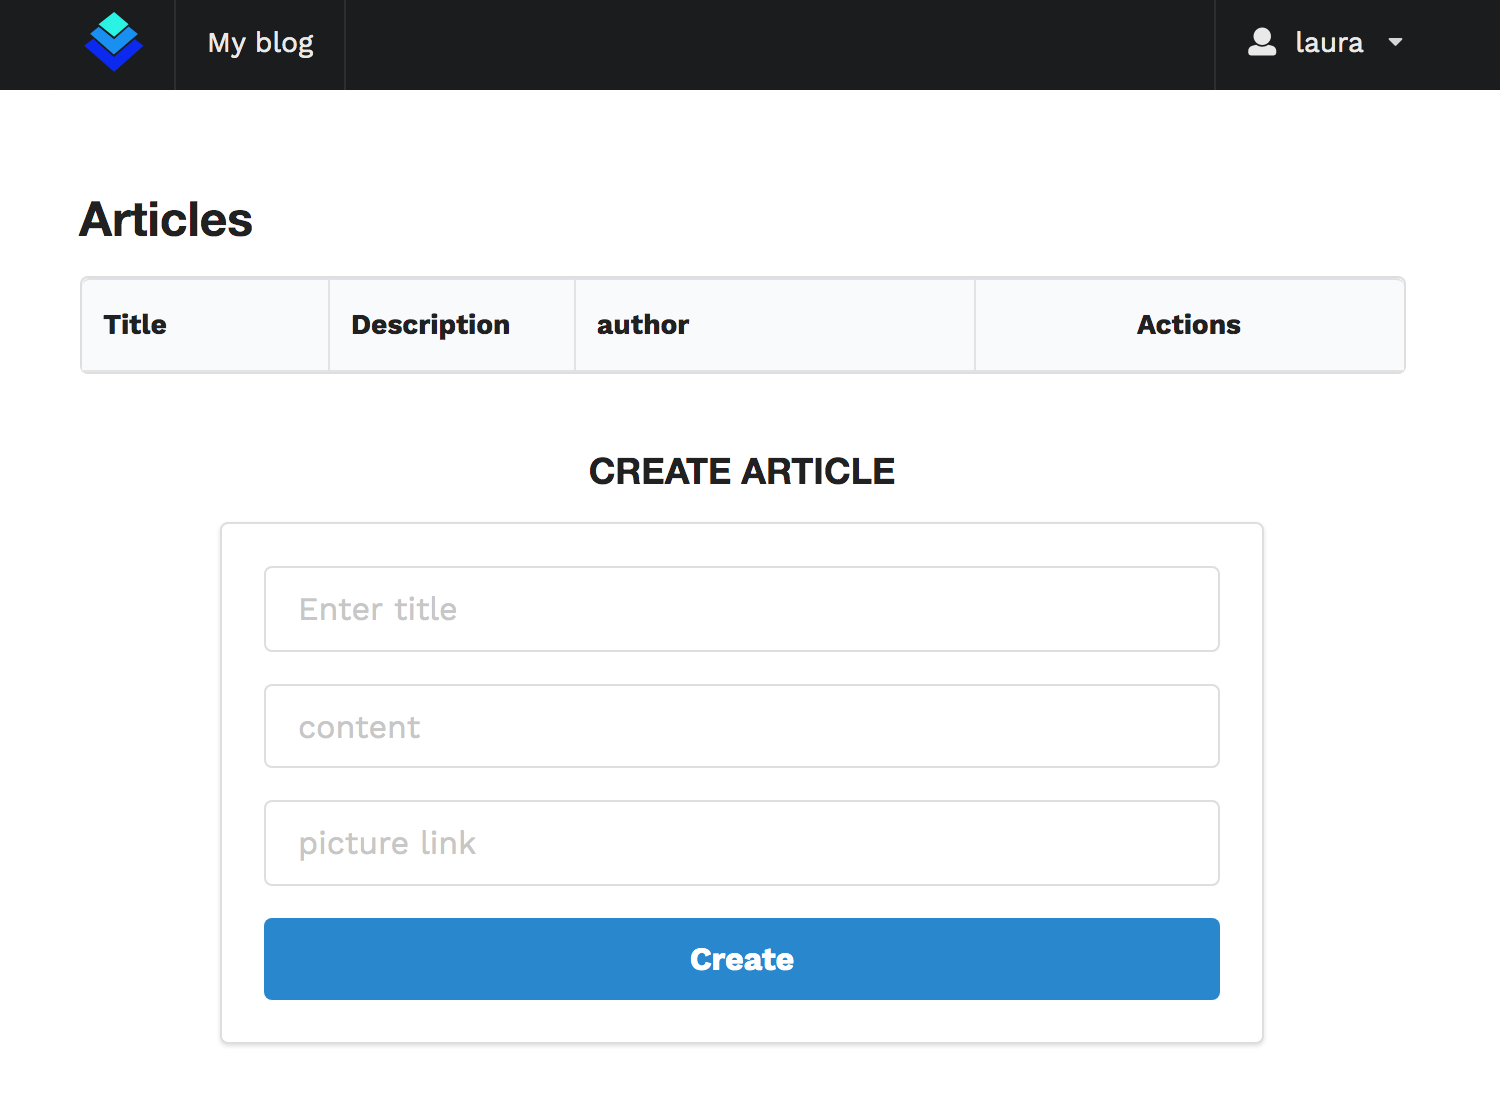 My blog laura
Articles
Title Description author Actions
CREATE ARTICLE
Enter title
content
picture link
Create